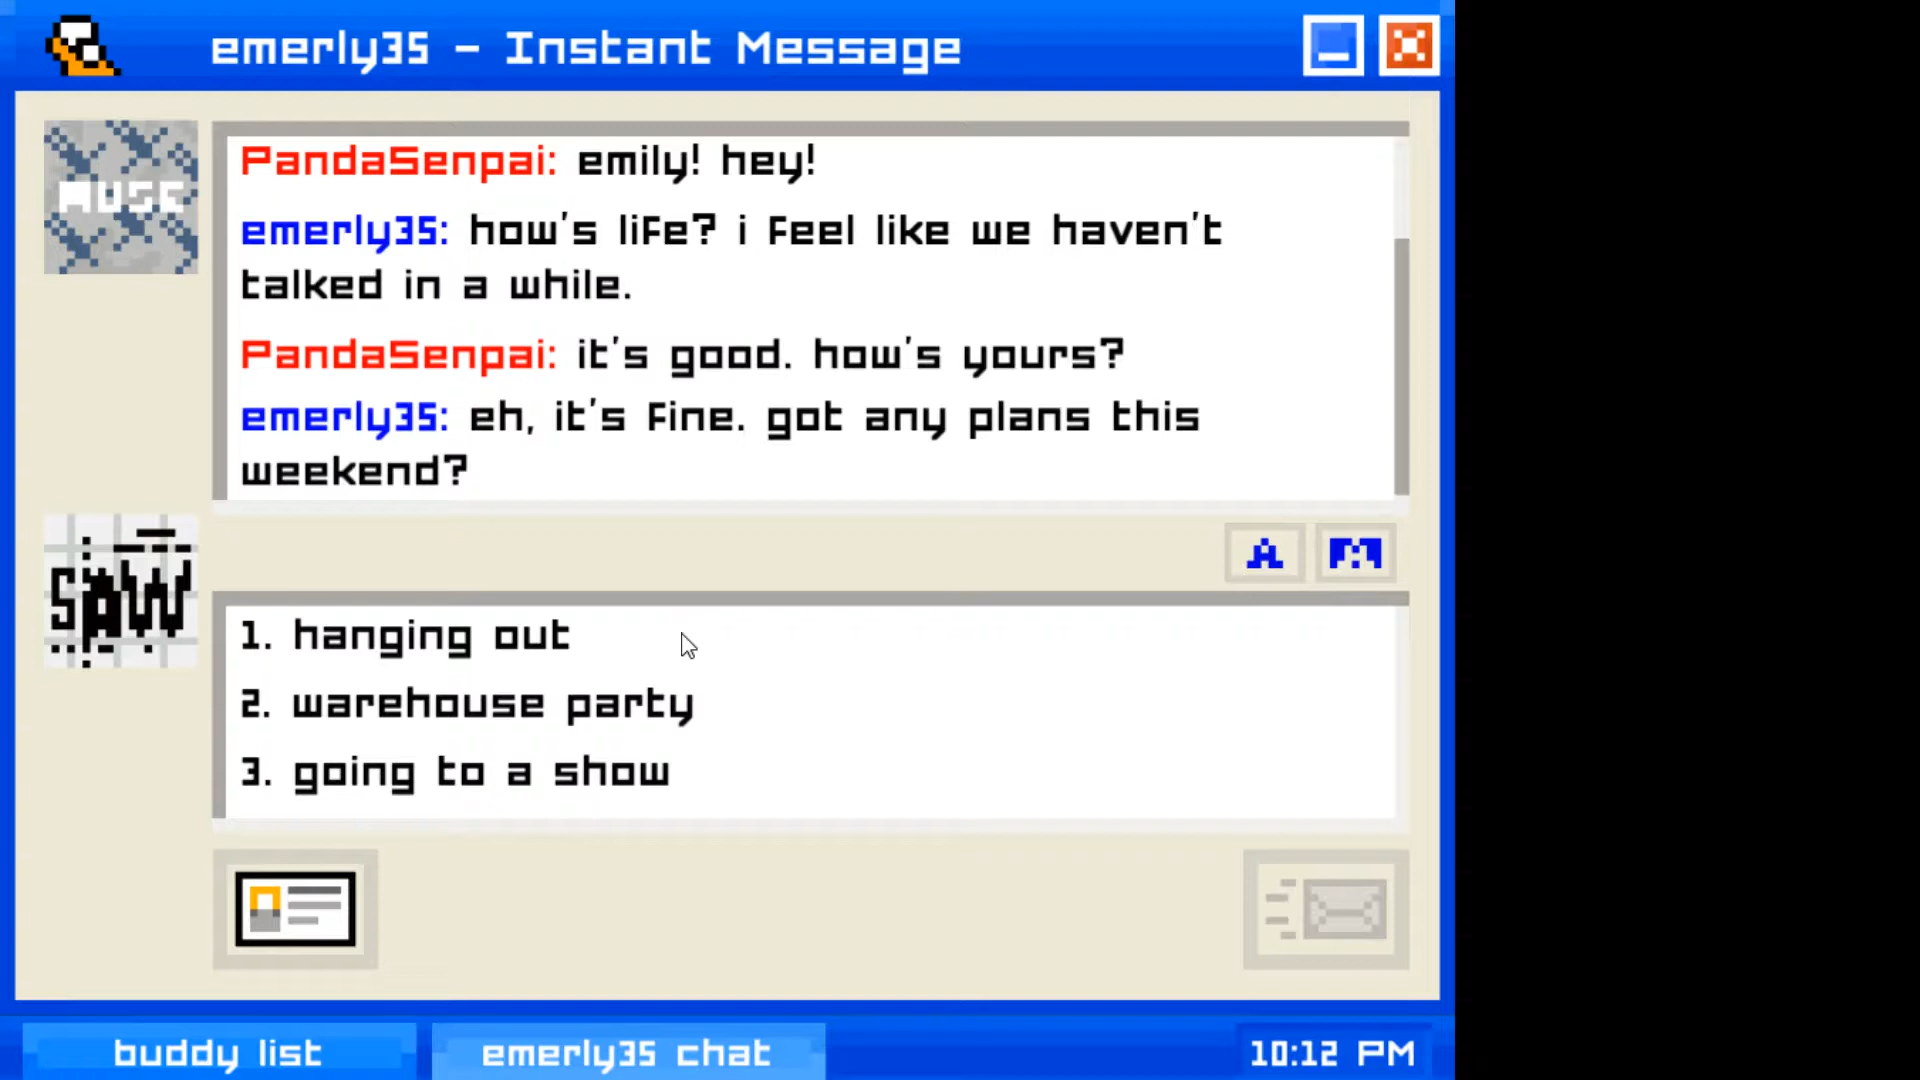 emerly35 - Instant Message
MUSE
PandaSenpai: emily! hey!
emerly35: how's life? i feel like we haven't
talked in a while.
PandaSenpai: it's good. how's yours?
emerly35: eh, it's fine. got any plans this
weekend?
SAW
A
1. hanging out
2. warehouse party
3. going to a show
buddy list
emerly35 chat
10:12 PM